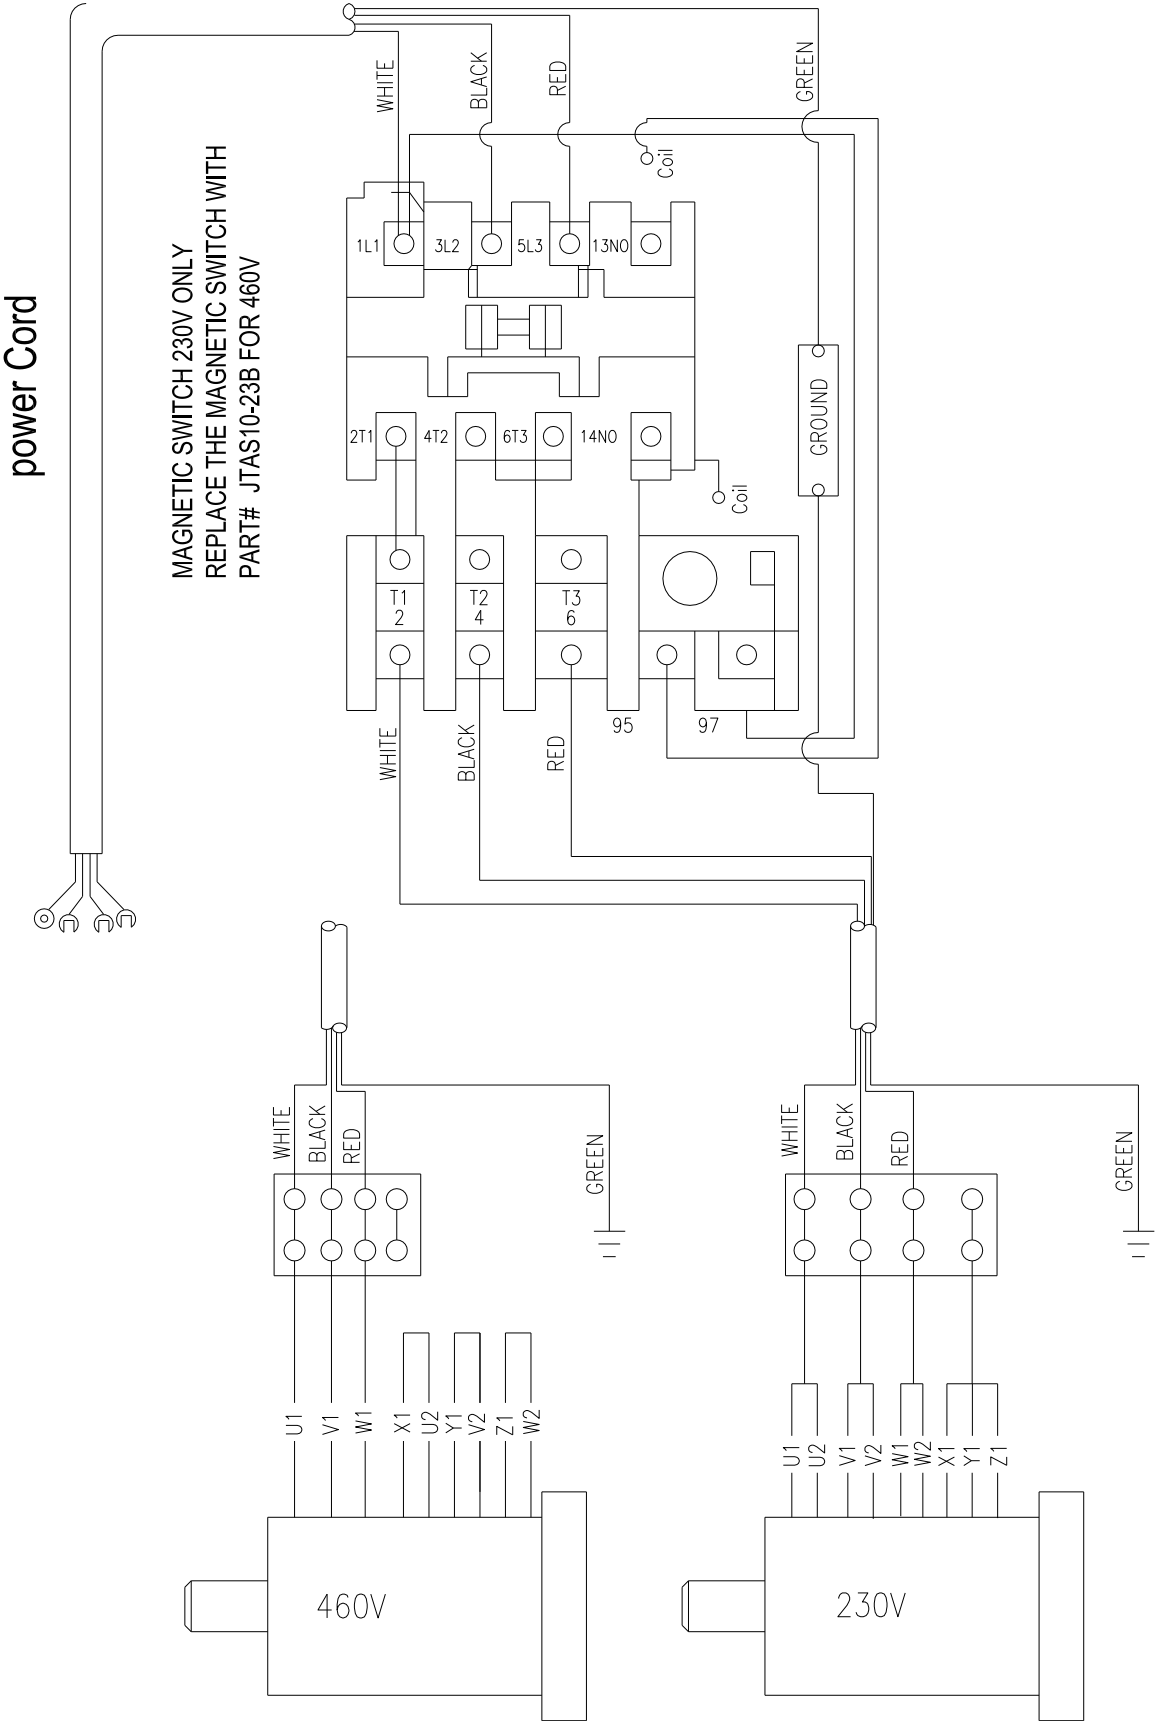 power Cord
MAGNETIC SWITCH 230V ONLY
REPLACE THE MAGNETIC SWITCH WITH
PART# JTAS10-23B FOR 460V
WHITE
BLACK
RED
GREEN
Coil
1L1
3L2
5L3
13NO
2T1
4T2
6T3
14NO
Coil
GROUND
T1
2
T2
4
T3
6
95
97
WHITE
BLACK
RED
WHITE
BLACK
RED
GREEN
U1
V1
W1
X1
U2
Y1
V2
Z1
W2
460V
WHITE
BLACK
RED
GREEN
U1
U2
V1
V2
W1
W2
X1
Y1
Z1
230V